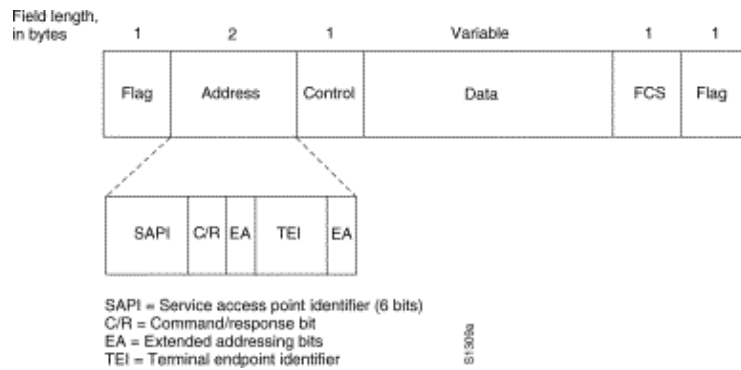 Field length,
in bytes 1 2 1 Variable 1 1
Flag Address Control Data FCS Flag
SAPI C/R EA TEI EA
SAPI = Service access point identifier (6 bits)
C/R = Command/response bit
EA = Extended addressing bits
TEI = Terminal endpoint identifier
S1309a